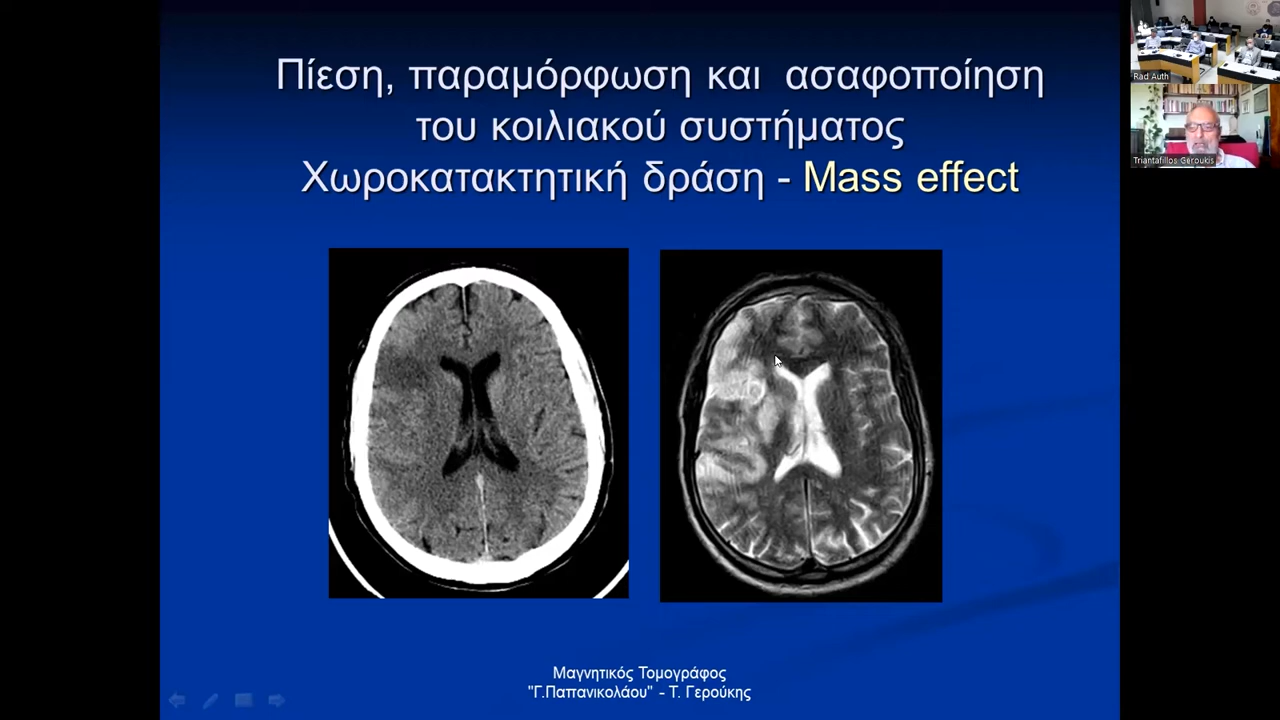 Πίεση, παραμόρφωση και ασαφοποίηση
του κοιλιακού συστήματος
Χωροκατακτητική δράση - Mass effect
Rad Auth
Triantafillos Geroukis
Μαγνητικός Τομογράφος
"Γ.Παπανικολάου" – Τ. Γερούκης